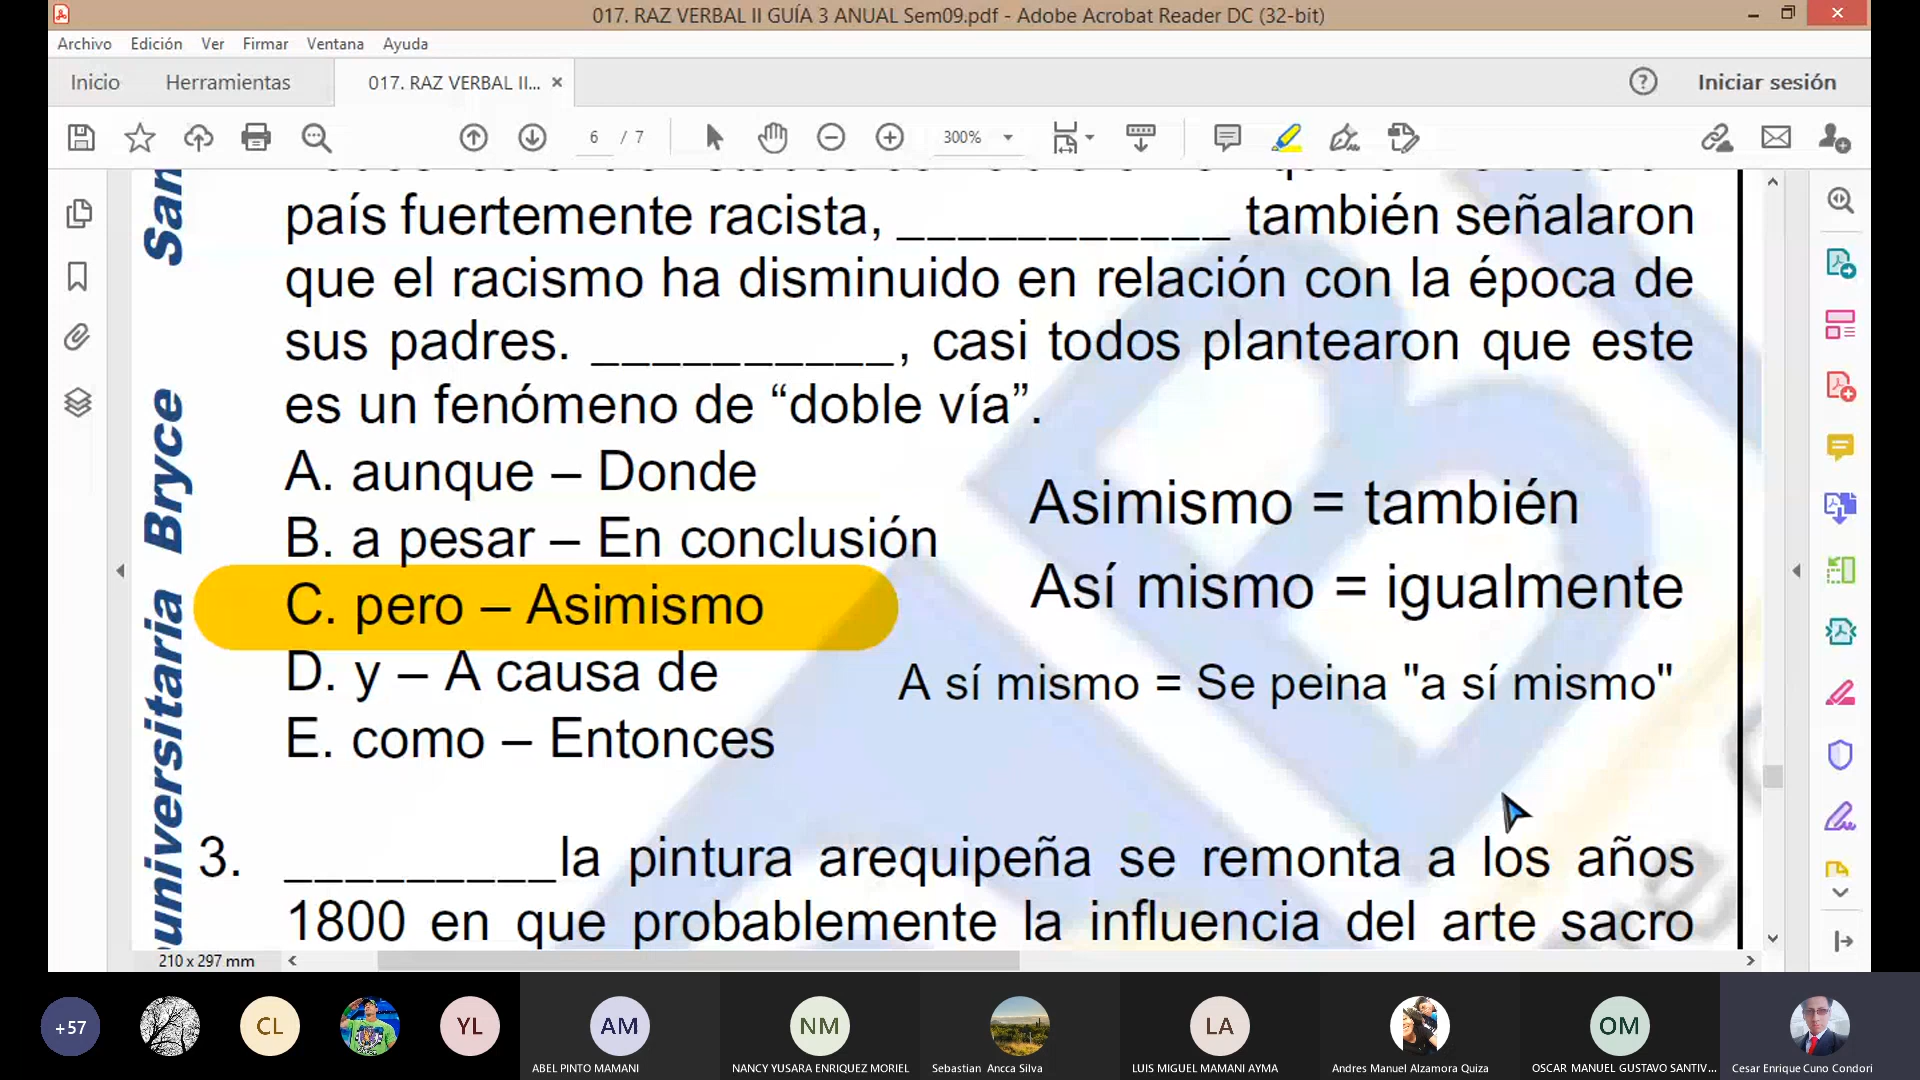 017. RAZ VERBAL II GUÍA 3 ANUAL Sem09.pdf - Adobe Acrobat Reader DC (32-bit)
Archivo Edición Ver Firmar Ventana Ayuda
Inicio Herramientas 017. RAZ VERBAL II... × Iniciar sesión
6 / 7 300%
país fuertemente racista, ___________ también señalaron
que el racismo ha disminuido en relación con la época de
sus padres. __________, casi todos plantearon que este
es un fenómeno de “doble vía”.
A. aunque – Donde
B. a pesar – En conclusión
C. pero – Asimismo
D. y – A causa de
E. como – Entonces
Asimismo = también
Así mismo = igualmente
A sí mismo = Se peina "a sí mismo"
3. _________la pintura arequipeña se remonta a los años
1800 en que probablemente la influencia del arte sacro
universitaria Bryce San
210 x 297 mm
+57 CL YL AM NM LA OM
ABEL PINTO MAMANI
NANCY YUSARA ENRIQUEZ MORIEL
Sebastian Ancca Silva
LUIS MIGUEL MAMANI AYMA
Andres Manuel Alzamora Quiza
OSCAR MANUEL GUSTAVO SANTIV...
Cesar Enrique Cuno Condori